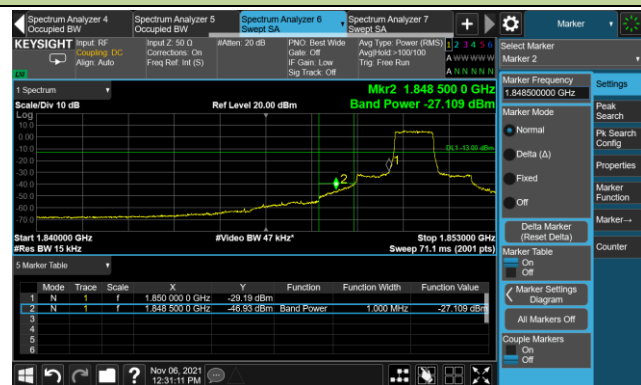 Spectrum Analyzer 4
Occupied BW
Spectrum Analyzer 5
Occupied BW
Spectrum Analyzer 6
Swept SA
Spectrum Analyzer 7
Swept SA
Marker
KEYSIGHT
Input: RF
Coupling: DC
Align: Auto
Input Z: 50 Ω
Corrections: On
Freq Ref: Int (S)
#Atten: 20 dB
PNO: Best Wide
Gate: Off
IF Gain: Low
Sig Track: Off
Avg Type: Power (RMS)
Avg|Hold:>100/100
Trig: Free Run
1 2 3 4 5 6
A W W W W W
A N N N N N
LW
Select Marker
Marker 2
1 Spectrum
Scale/Div 10 dB
Log
Ref Level 20.00 dBm
Mkr2 1.848 500 0 GHz
Band Power -27.109 dBm
10.0
0.00
-10.0
-20.0
-30.0
-40.0
-50.0
-60.0
-70.0
DL1 -13.00 dBm
1
2
Start 1.840000 GHz
#Res BW 15 kHz
#Video BW 47 kHz*
Stop 1.853000 GHz
Sweep 71.1 ms (2001 pts)
5 Marker Table
Mode Trace Scale X Y Function Function Width Function Value
1 N 1 f 1.850 000 0 GHz -29.19 dBm
2 N 1 f 1.848 500 0 GHz -46.93 dBm Band Power 1.000 MHz -27.109 dBm
3
4
5
6
Marker Frequency
1.848500000 GHz
Marker Mode
Normal
Delta (Δ)
Fixed
Off
Delta Marker
(Reset Delta)
Marker Table
On
Off
Marker Settings
Diagram
All Markers Off
Couple Markers
On
Off
Settings
Peak
Search
Pk Search
Config
Properties
Marker
Function
Marker→
Counter
Nov 06, 2021
12:31:11 PM